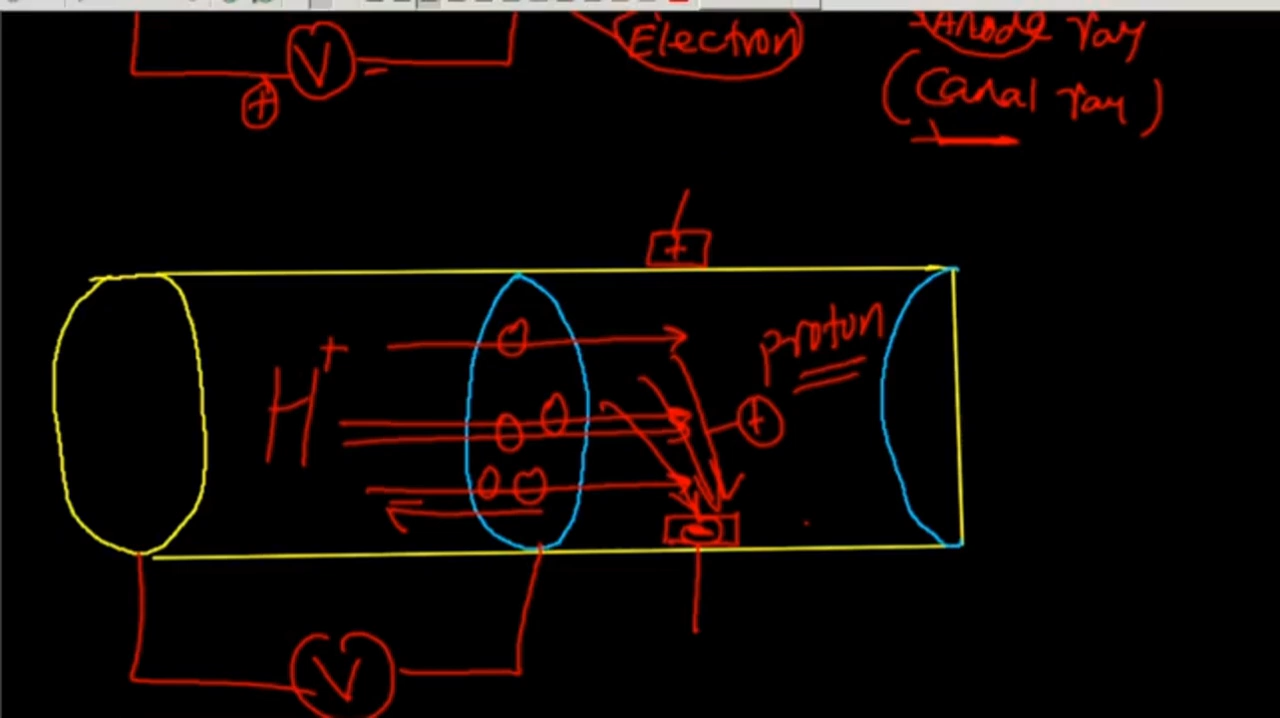 Anode ray
V - Electron
+ (Canal ray)
+
H+ proton
+
-
V